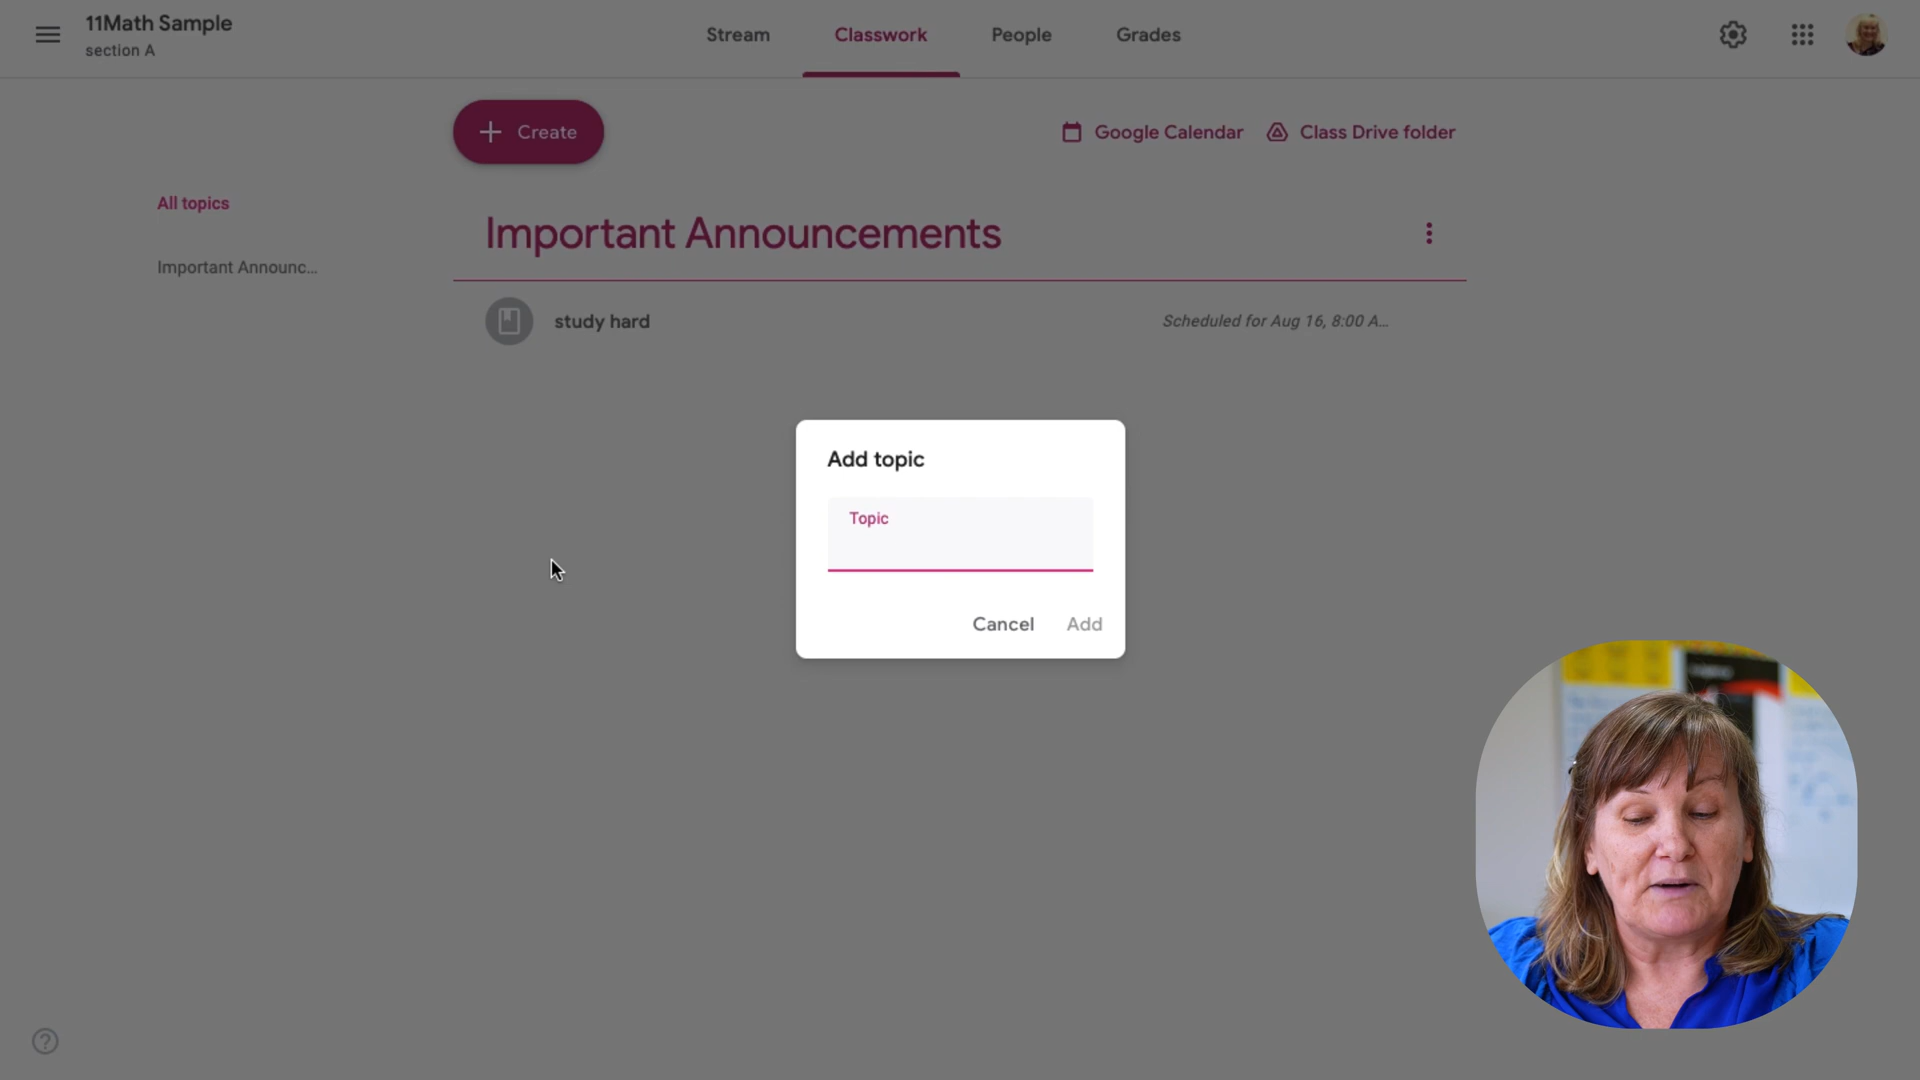 11Math Sample
section A
Stream
Classwork
People
Grades
Create
Google Calendar
Class Drive folder
All topics
Important Announc...
Important Announcements
study hard
Scheduled for Aug 16, 8:00 A...
Add topic
Topic
Cancel
Add